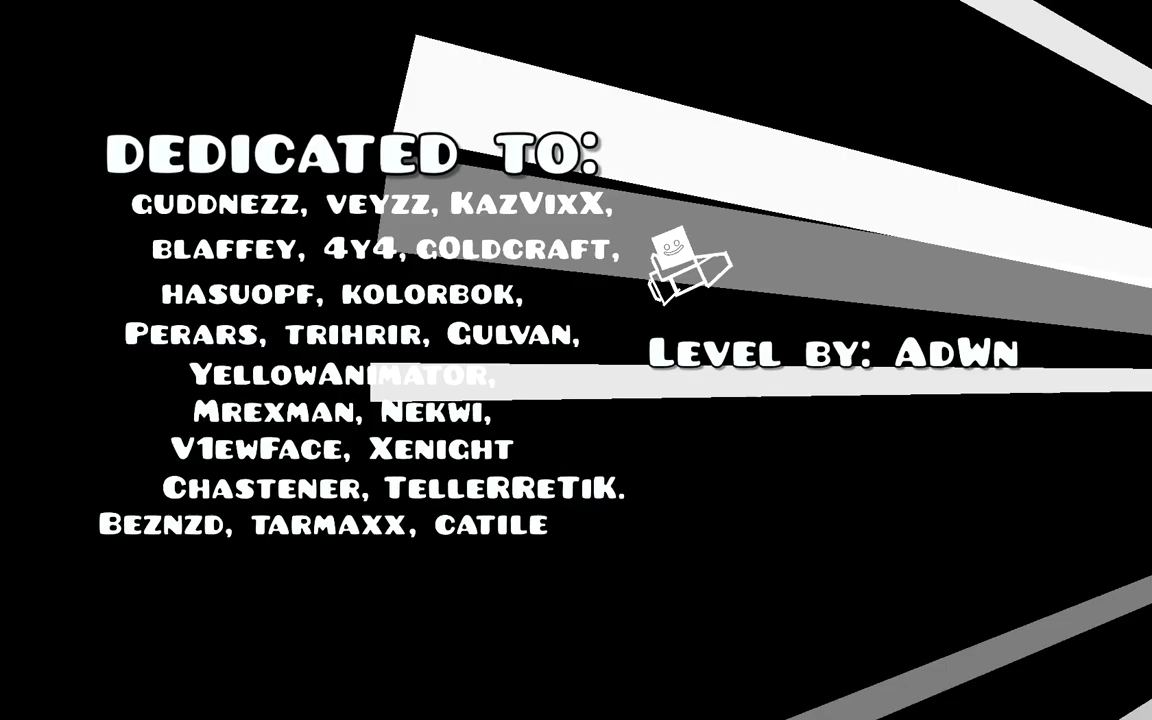 DEDICATED TO:
GUDDNEZZ, VEYZZ, KAZVIXX,
BLAFFEY, 4Y4, G0LDCRAFT,
HASUOPF, KOLORBOK,
PERARS, TRIHRIR, GULVAN,
YELLOWANIMATOR,
MREXMAN, NEKWI,
V1EWFACE, XENIGHT
CHASTENER, TELLERRETIK.
BEZNZD, TARMAXX, CATILE
LEVEL BY: ADWN